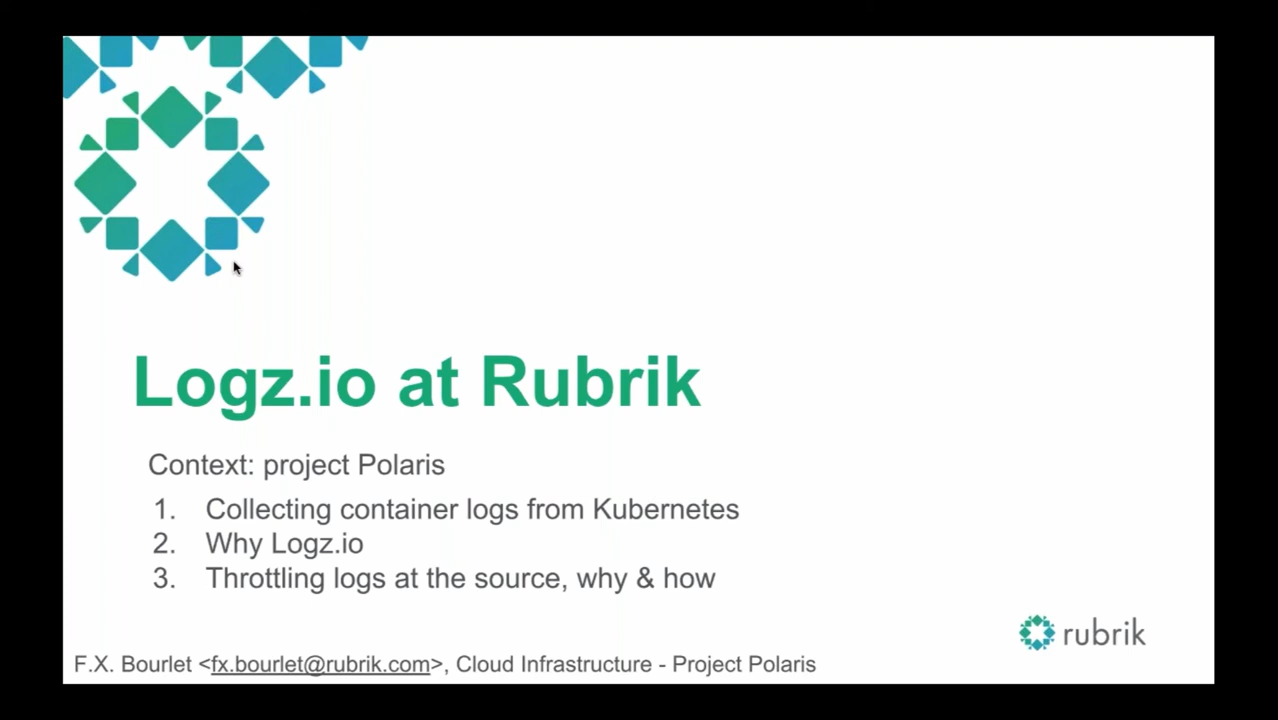 Logz.io at Rubrik
Context: project Polaris
1. Collecting container logs from Kubernetes
2. Why Logz.io
3. Throttling logs at the source, why & how
rubrik
F.X. Bourlet <fx.bourlet@rubrik.com>, Cloud Infrastructure - Project Polaris